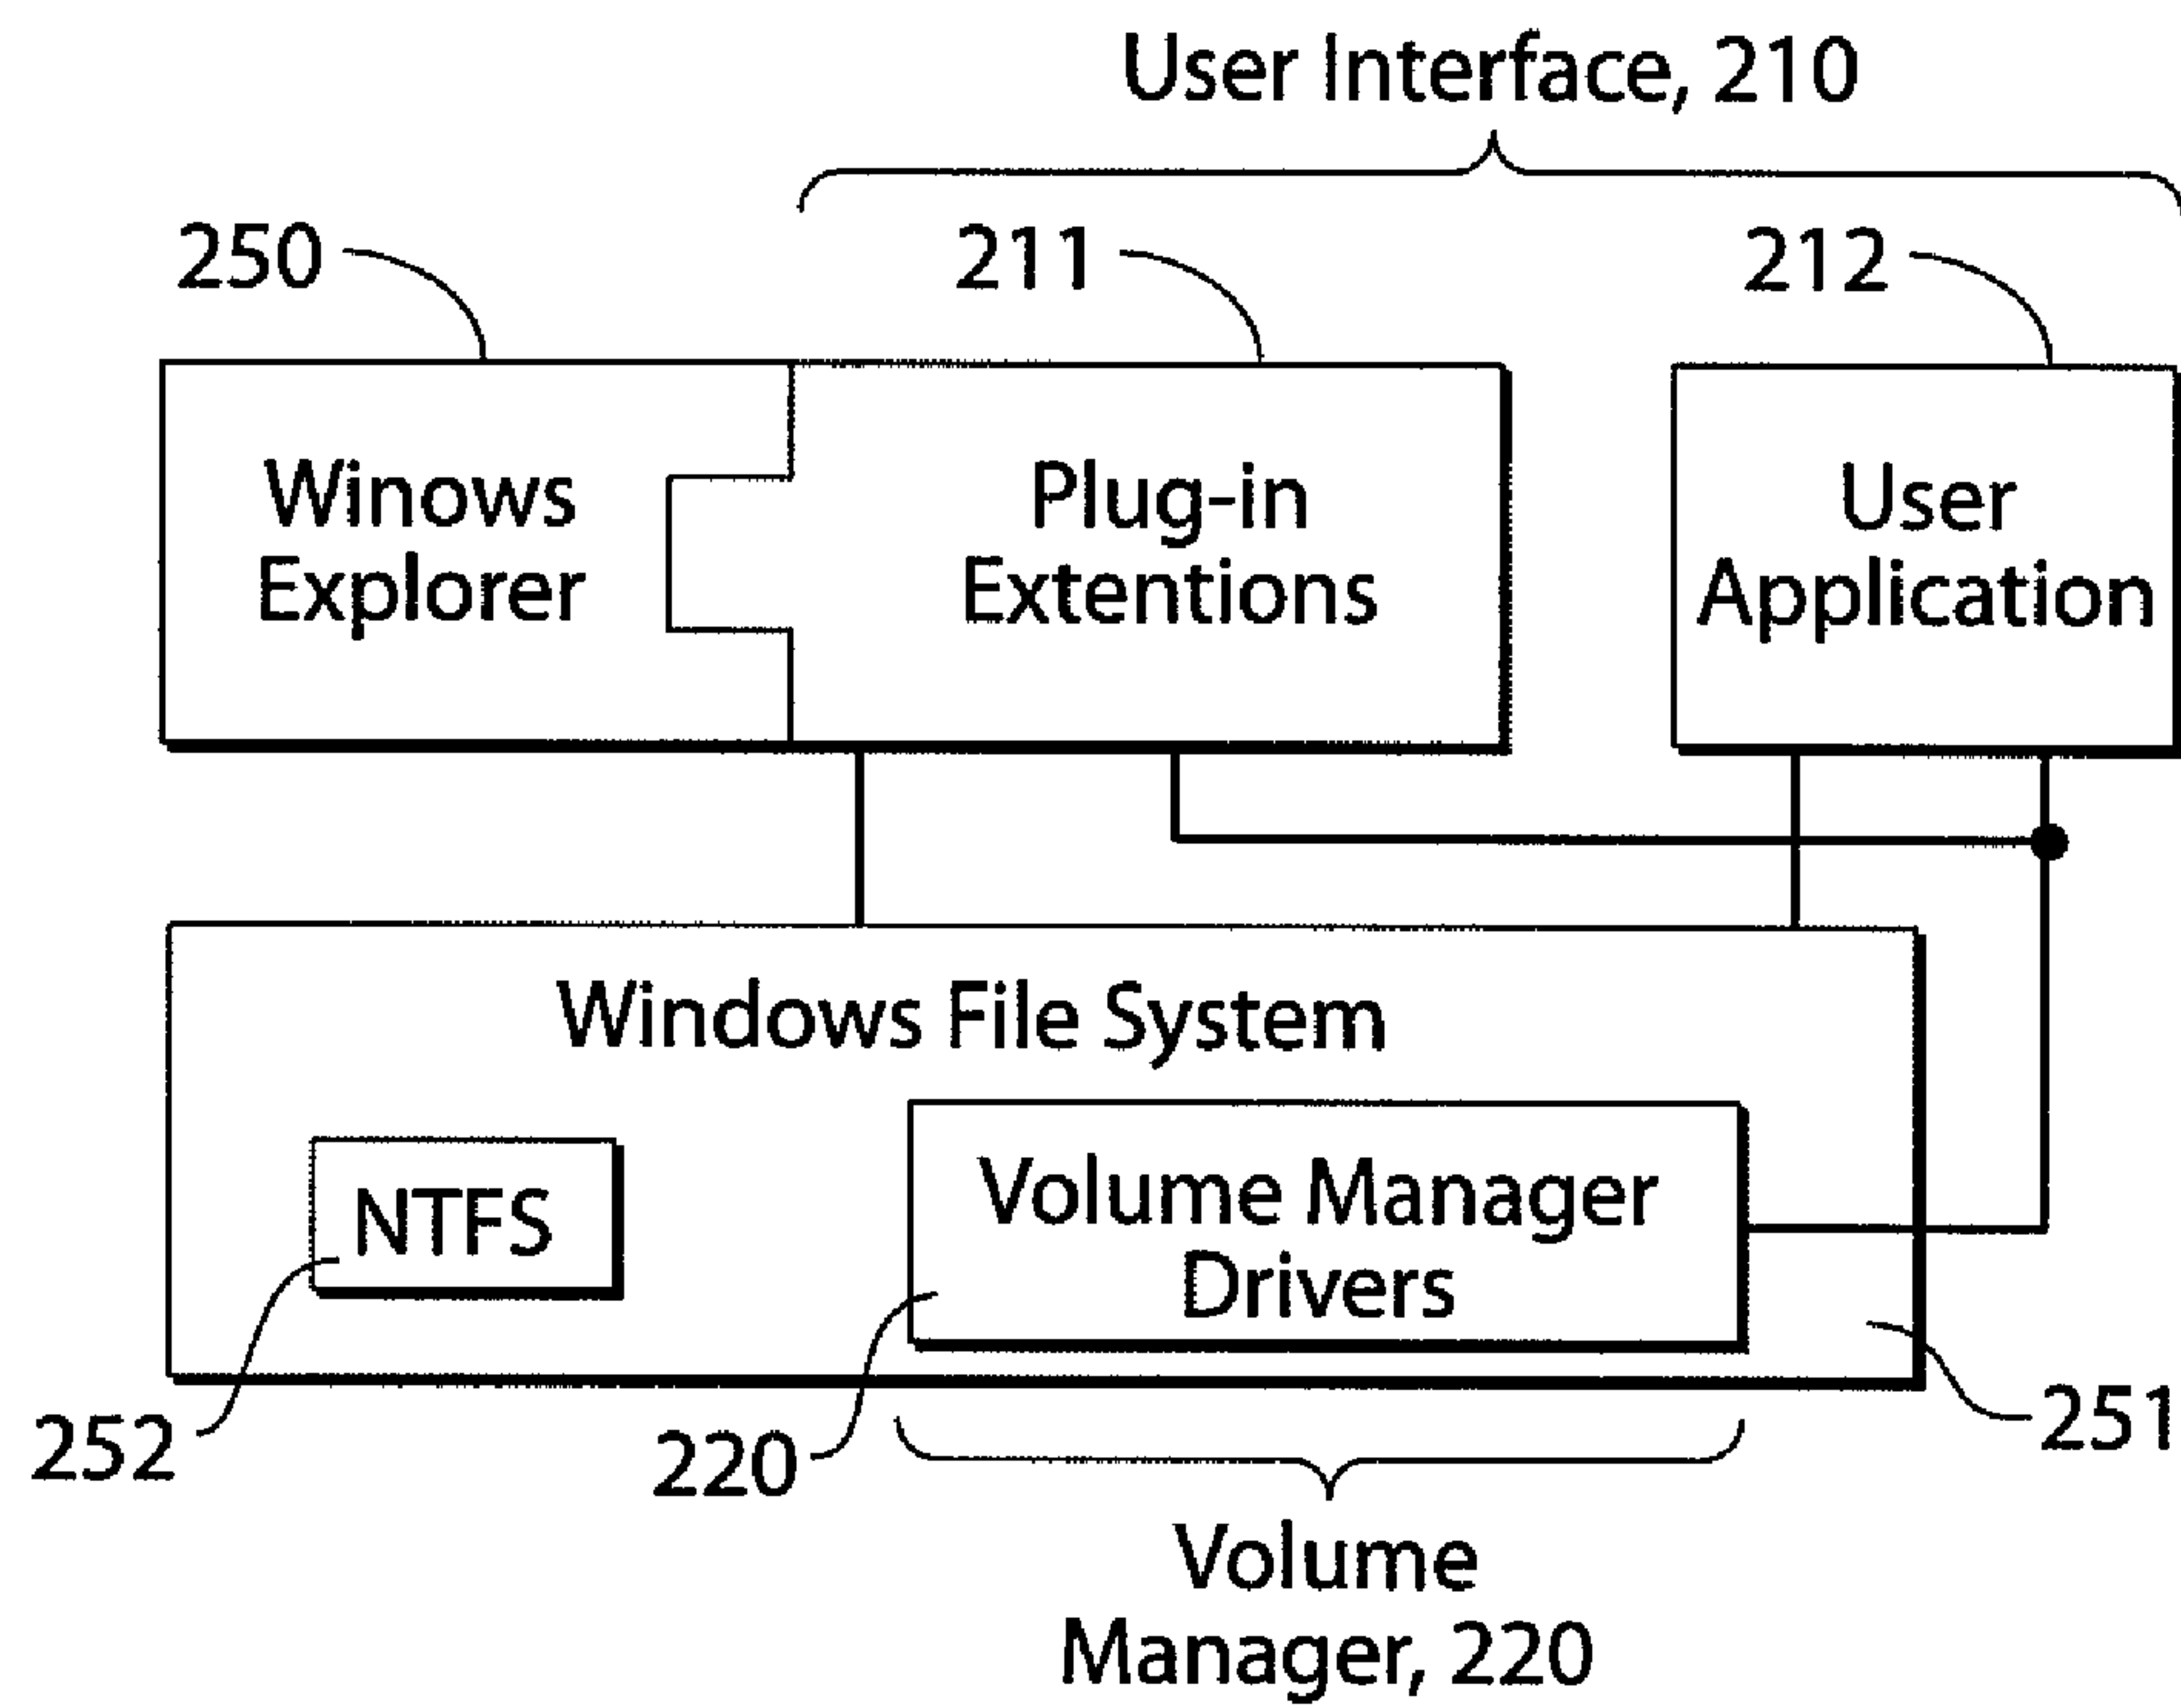 User Interface, 210
250
211
212
Winows
Explorer
Plug-in
Extentions
User
Application
Windows File System
NTFS
Volume Manager
Drivers
252
220
251
Volume
Manager, 220